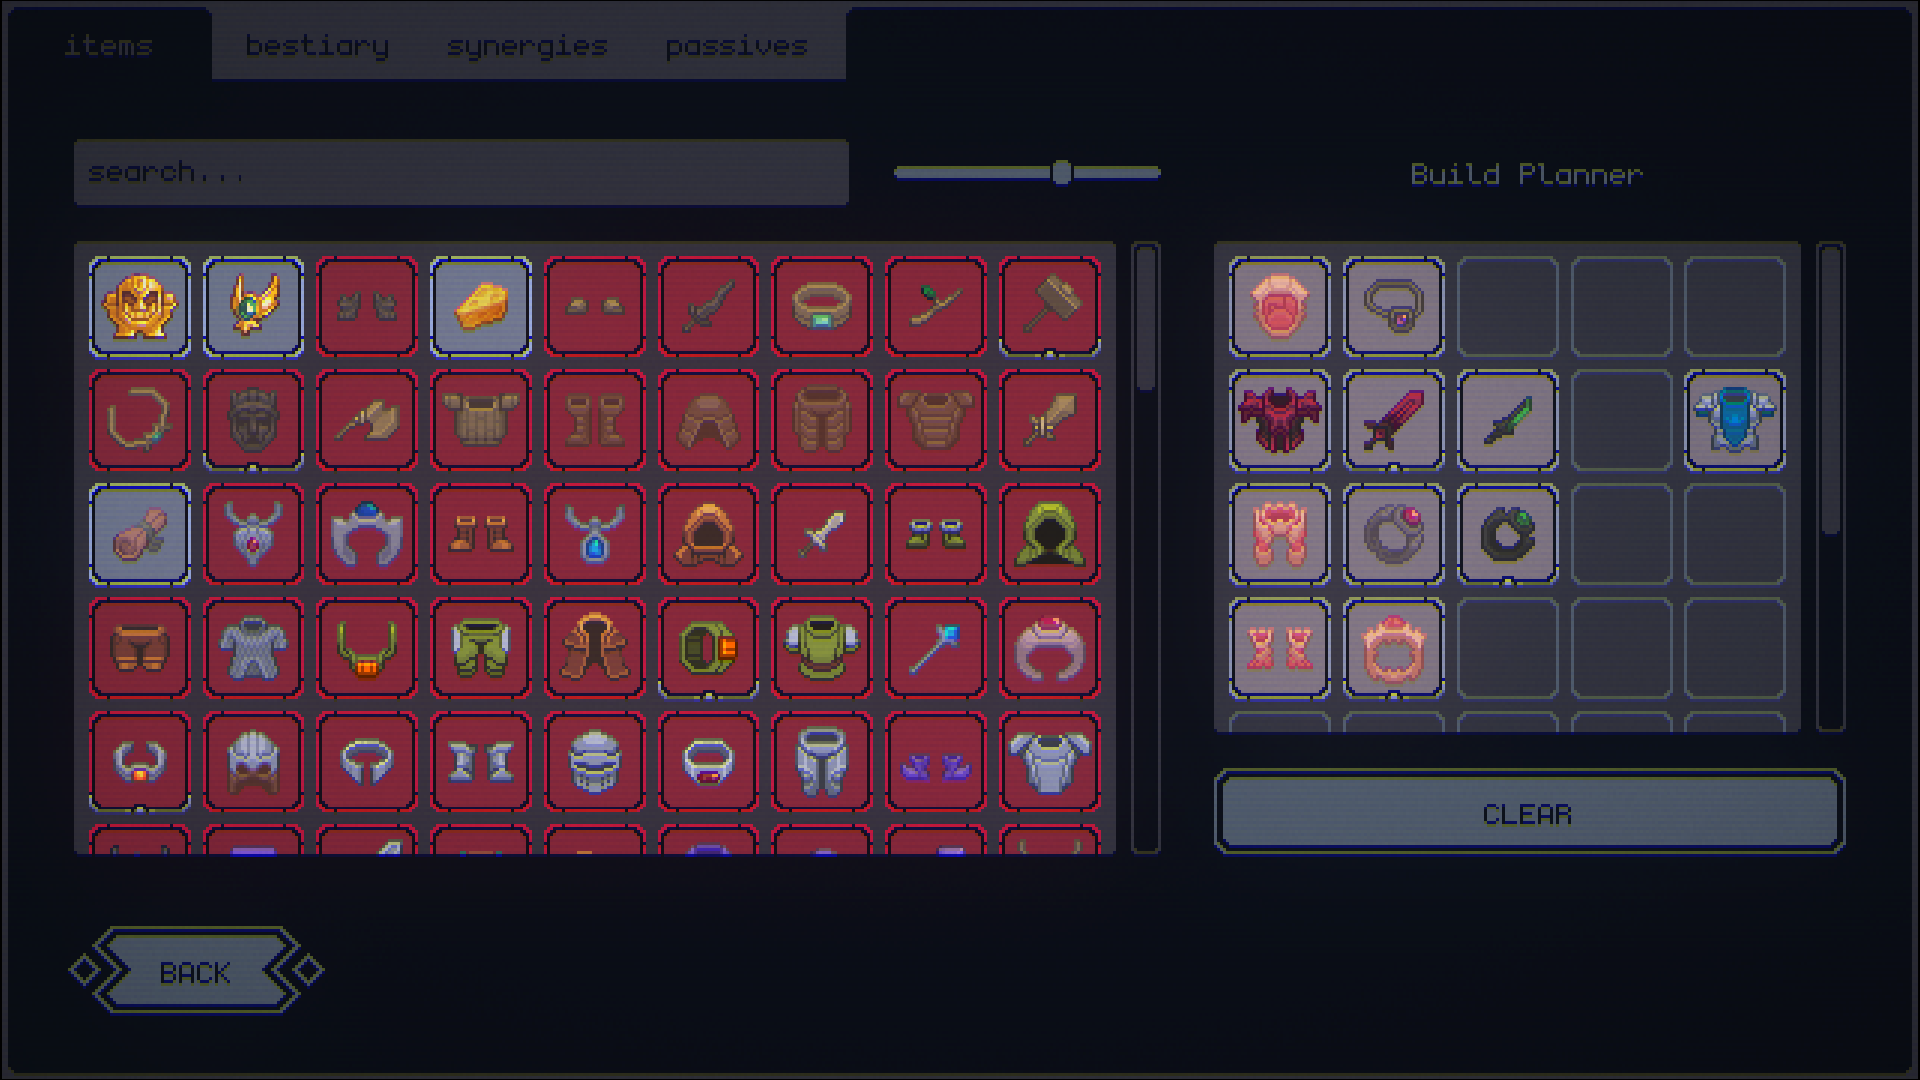 items bestiary synergies passives
search...
Build Planner
CLEAR
BACK